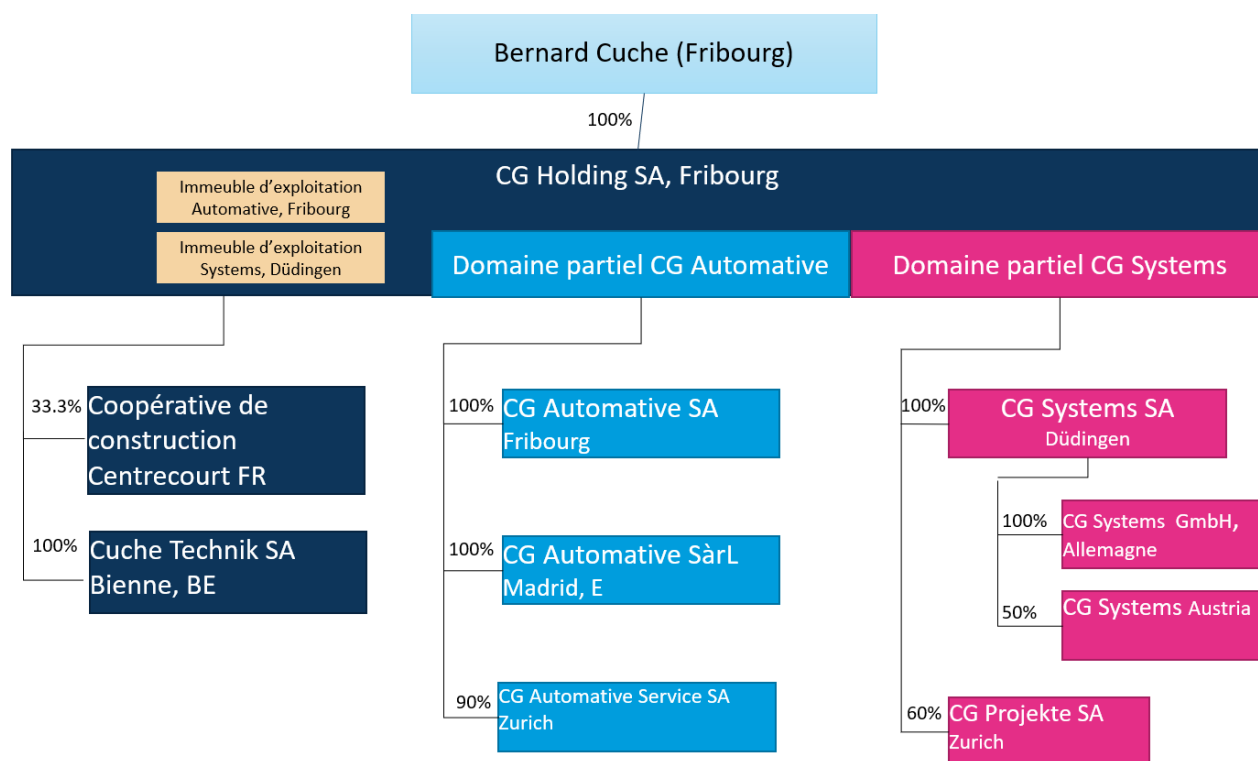 Bernard Cuche (Fribourg)
100%
CG Holding SA, Fribourg
Immeuble d’exploitation
Automative, Fribourg
Immeuble d’exploitation
Systems, Düdingen
Domaine partiel CG Automative
Domaine partiel CG Systems
33.3%
Coopérative de
construction
Centrecourt FR
100%
Cuche Technik SA
Bienne, BE
100%
CG Automative SA
Fribourg
100%
CG Automative SàrL
Madrid, E
90%
CG Automative Service SA
Zurich
100%
CG Systems SA
Düdingen
100%
CG Systems GmbH,
Allemagne
50%
CG Systems Austria
60%
CG Projekte SA
Zurich